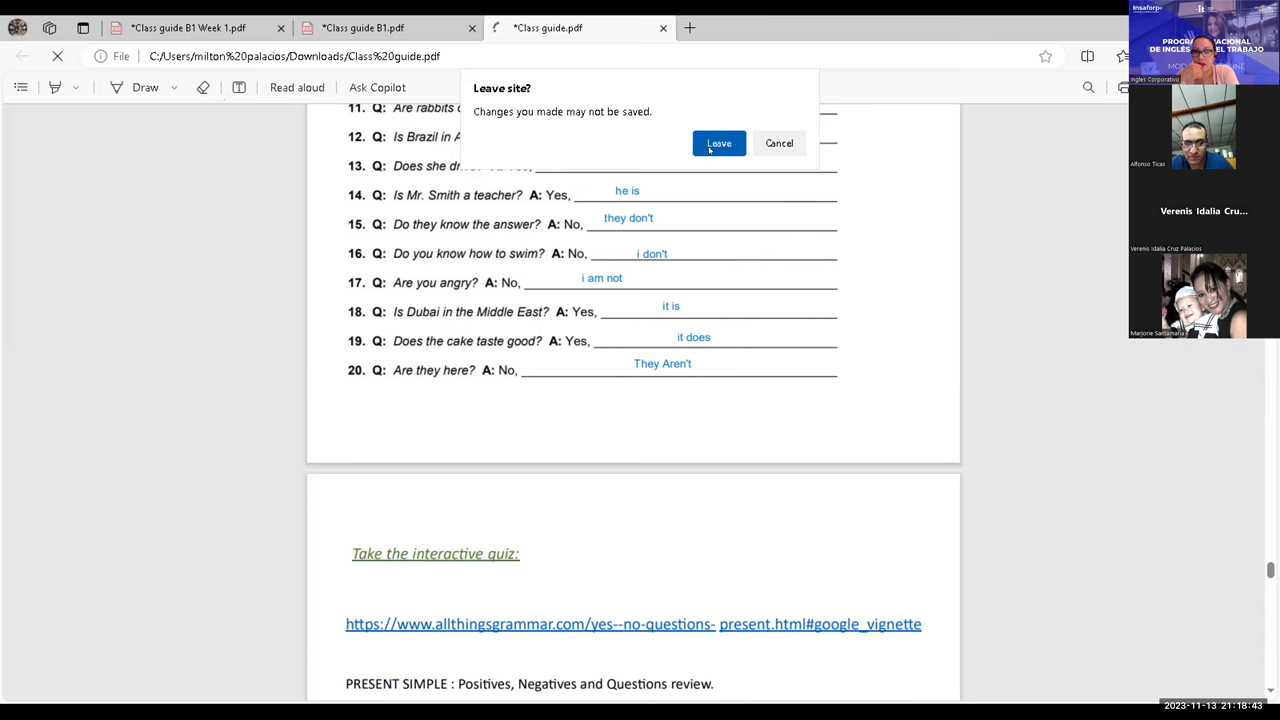 *Class guide B1 Week 1.pdf
*Class guide B1.pdf
*Class guide.pdf
File
C:/Users/milton%20palacios/Downloads/Class%20guide.pdf
Draw
Read aloud
Ask Copilot
Leave site?
Changes you made may not be saved.
Leave
Cancel
11. Q: Are rabbits
12. Q: Is Brazil in
13. Q: Does she
14. Q: Is Mr. Smith a teacher? A: Yes, he is
15. Q: Do they know the answer? A: No, they don't
16. Q: Do you know how to swim? A: No, i don't
17. Q: Are you angry? A: No, i am not
18. Q: Is Dubai in the Middle East? A: Yes, it is
19. Q: Does the cake taste good? A: Yes, it does
20. Q: Are they here? A: No, They Aren't
Take the interactive quiz:
https://www.allthingsgrammar.com/yes--no-questions- present.html#google_vignette
PRESENT SIMPLE : Positives, Negatives and Questions review.
Insaforp
Ingles Corporativo
Alfonso Ticas
Verenis Idalia Cru...
Verenis Idalia Cruz Palacios
Marjorie Santamaria
2023-11-13 21:18:43